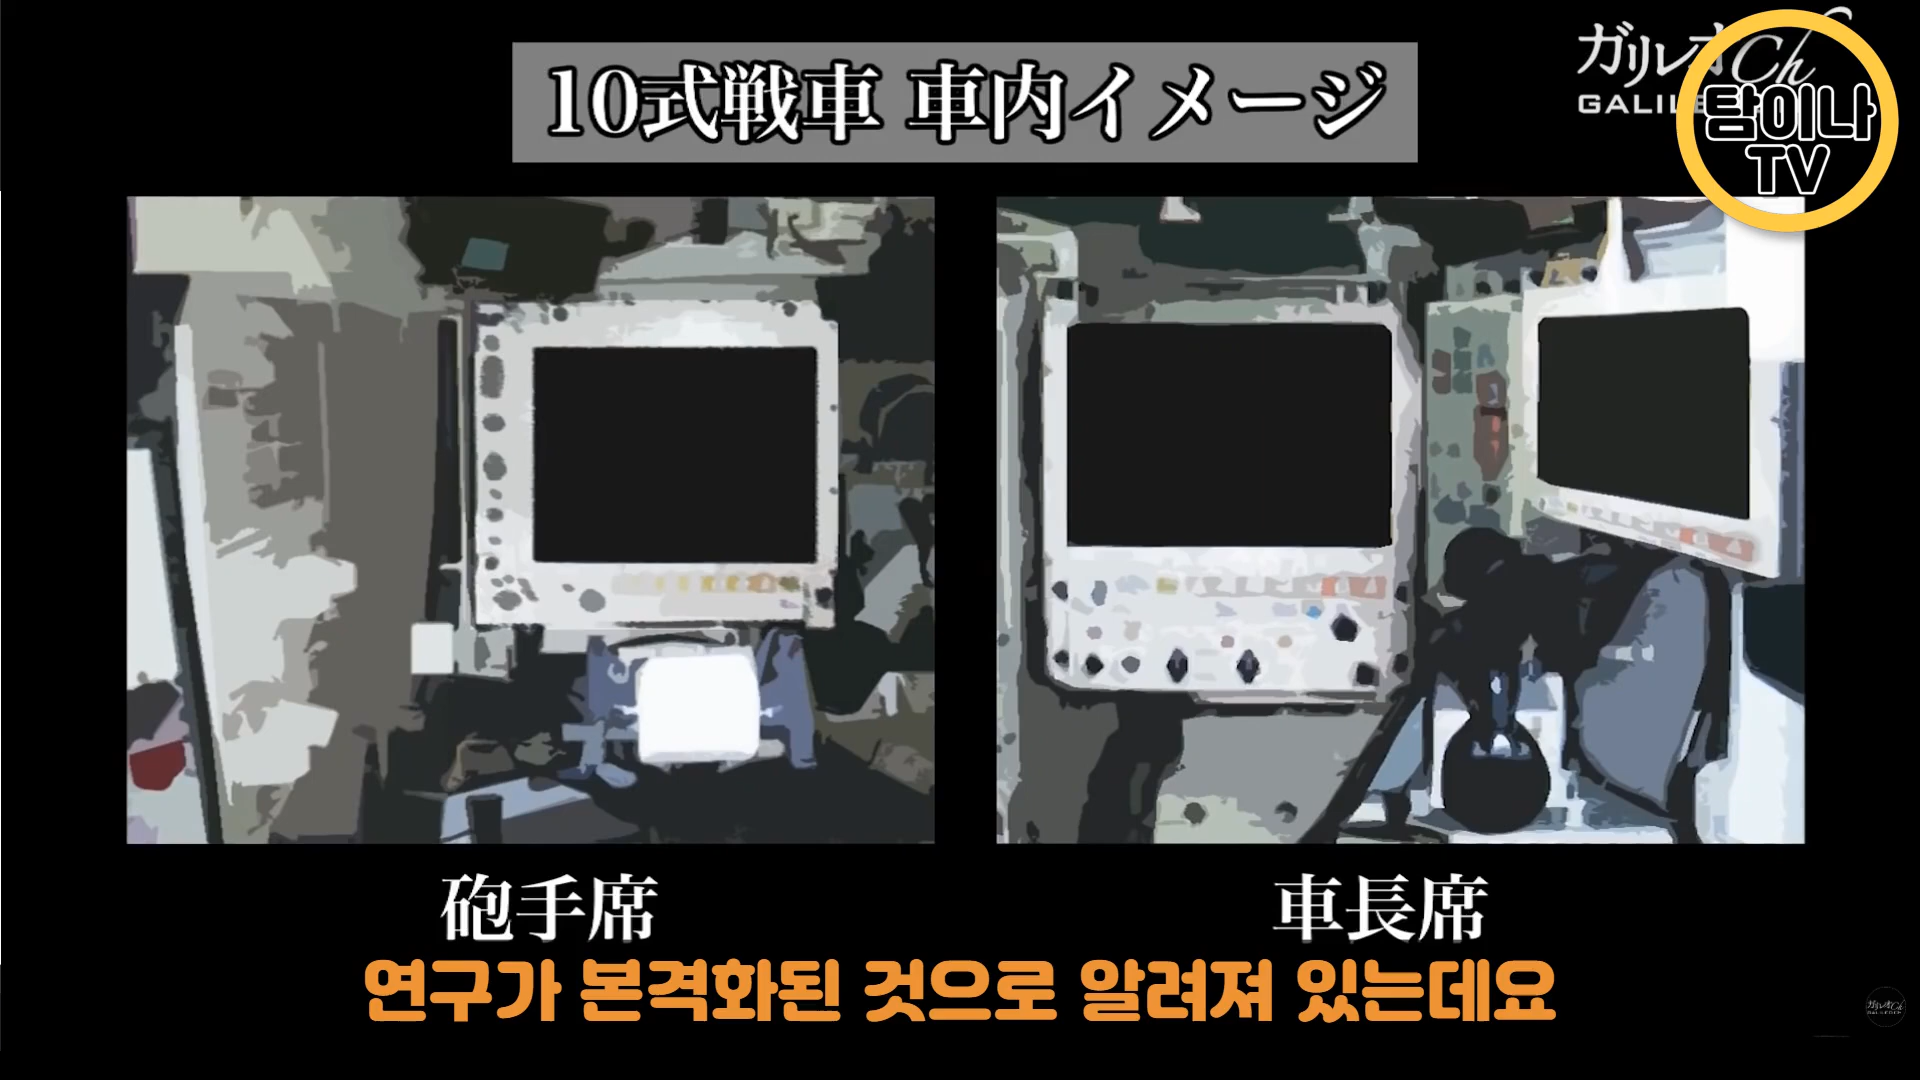 10式戦車 車内イメージ
ガリレオCh
탐이나
TV
砲手席
車長席
연구가 본격화된 것으로 알려져 있는데요